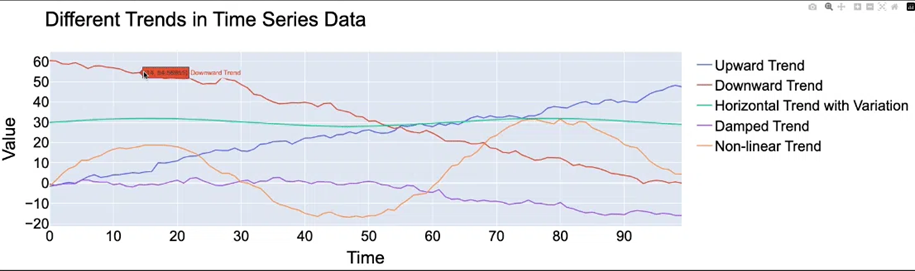 Different Trends in Time Series Data
Value
60
50
40
30
20
10
0
−10
−20
Downward Trend
0
10
20
30
40
50
60
70
80
90
Time
Upward Trend
Downward Trend
Horizontal Trend with Variation
Damped Trend
Non-linear Trend